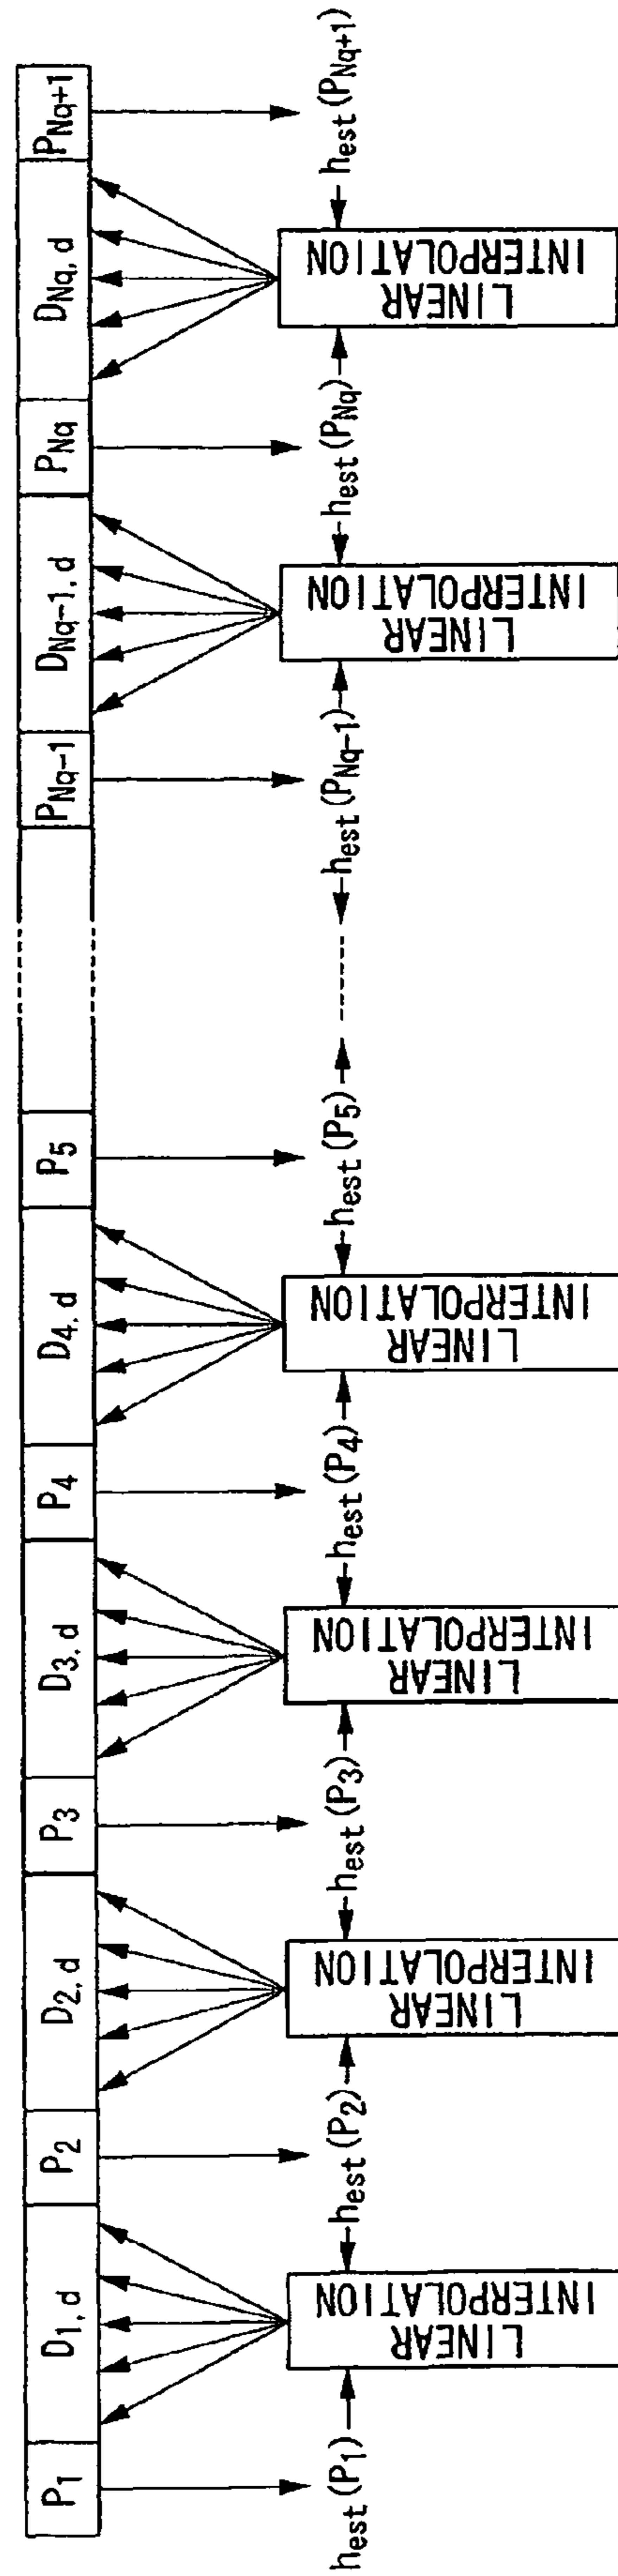 P1 D1, d P2 D2, d P3 D3, d P4 D4, d P5 PNq−1 DNq−1, d PNq DNq, d PNq+1
hest(P1) hest(P2) hest(P3) hest(P4) hest(P5) ------ hest(PNq−1) hest(PNq) hest(PNq+1)
LINEAR
INTERPOLATION
LINEAR
INTERPOLATION
LINEAR
INTERPOLATION
LINEAR
INTERPOLATION
LINEAR
INTERPOLATION
LINEAR
INTERPOLATION